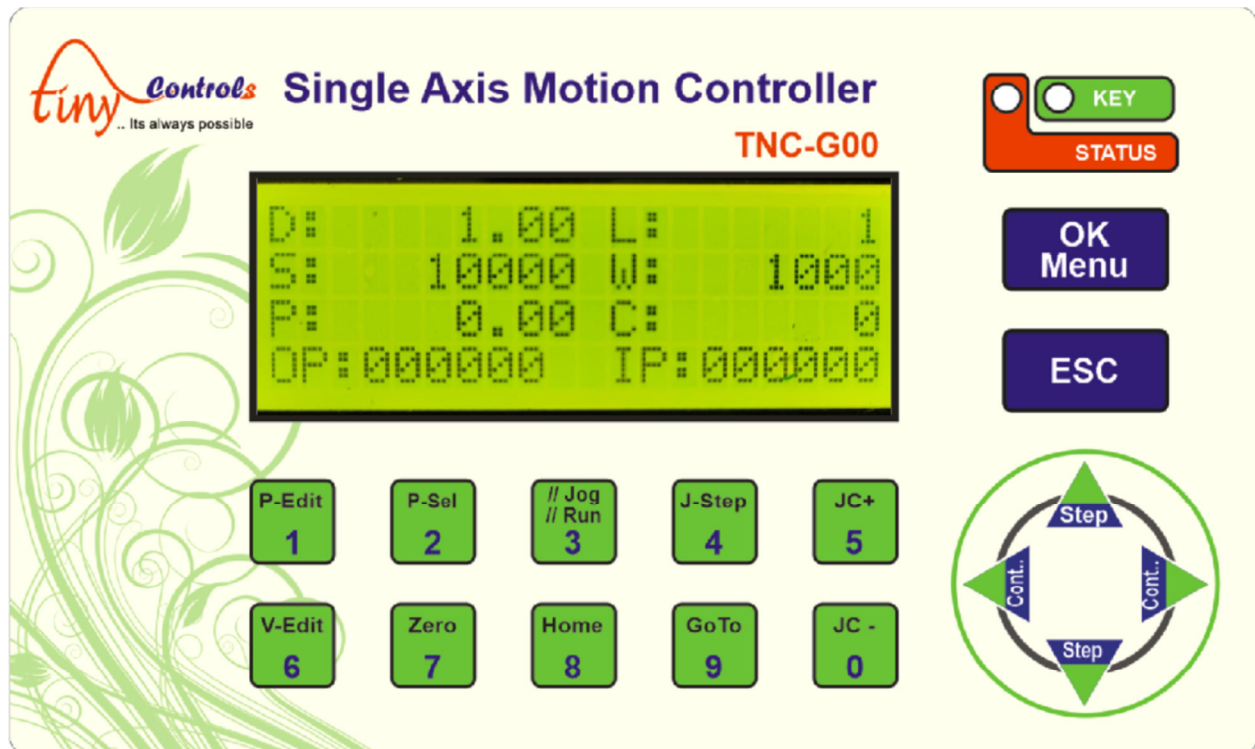 tiny Controls
.. Its always possible
Single Axis Motion Controller
TNC-G00
KEY
STATUS
D: 1.00 L: 1
S: 10000 W: 1000
P: 0.00 C: 0
OP:000000 IP:000000
OK
Menu
ESC
P-Edit
1
P-Sel
2
// Jog
// Run
3
J-Step
4
JC+
5
V-Edit
6
Zero
7
Home
8
GoTo
9
JC -
0
Step
Cont..
Cont..
Step